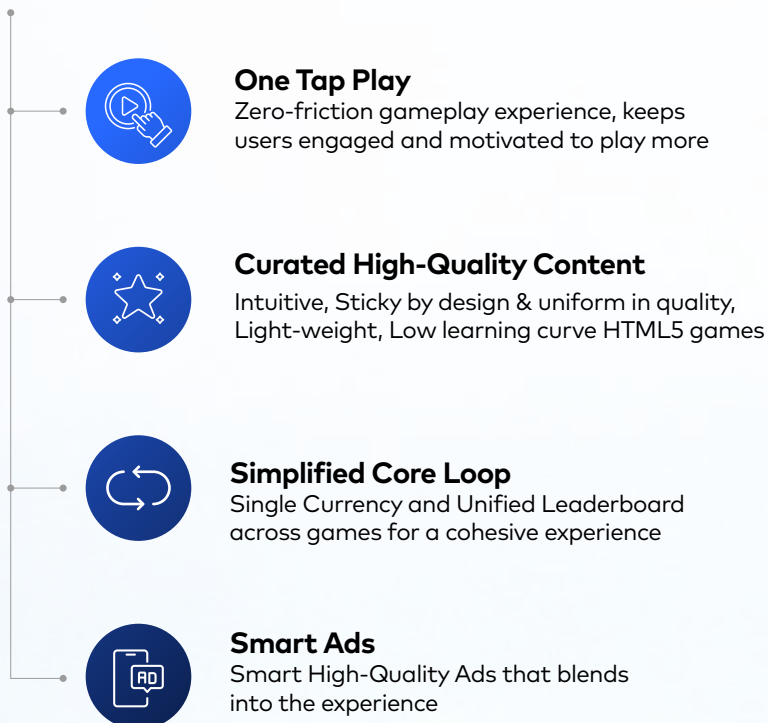 One Tap Play
Zero-friction gameplay experience, keeps
users engaged and motivated to play more
Curated High-Quality Content
Intuitive, Sticky by design & uniform in quality,
Light-weight, Low learning curve HTML5 games
Simplified Core Loop
Single Currency and Unified Leaderboard
across games for a cohesive experience
AD
Smart Ads
Smart High-Quality Ads that blends
into the experience